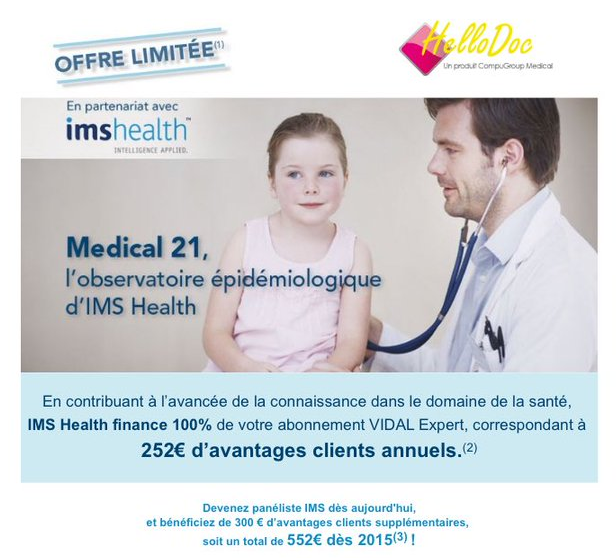 OFFRE LIMITÉE(1)
HelloDoc
Un produit CompuGroup Medical
En partenariat avec
imshealth™
INTELLIGENCE APPLIED.
Medical 21,
l'observatoire épidémiologique
d'IMS Health
En contribuant à l'avancée de la connaissance dans le domaine de la santé,
IMS Health finance 100% de votre abonnement VIDAL Expert, correspondant à
252€ d'avantages clients annuels.(2)
Devenez panéliste IMS dès aujourd'hui,
et bénéficiez de 300 € d'avantages clients supplémentaires,
soit un total de 552€ dès 2015(3) !